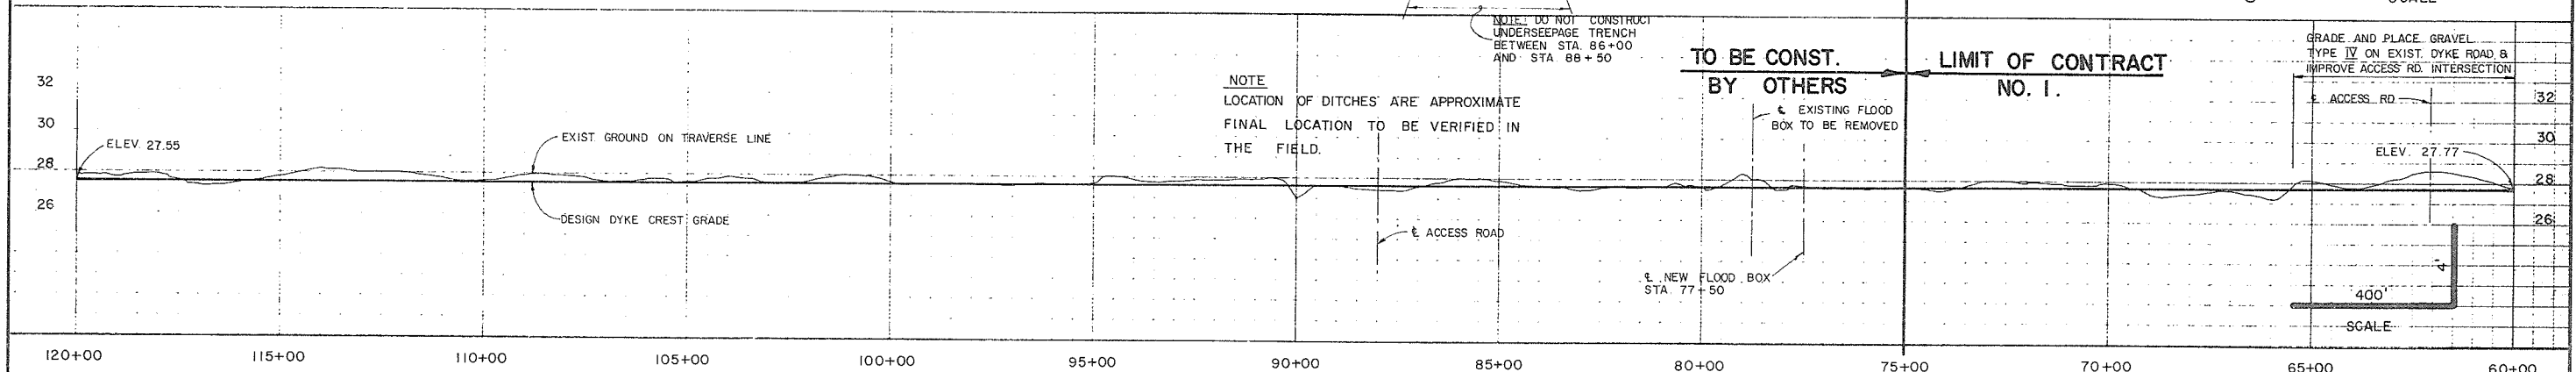 SCALE
NOTE: DO NOT CONSTRUCT
UNDERSEEPAGE TRENCH
BETWEEN STA. 86+00
AND STA. 88+50
TO BE CONST.
BY OTHERS
LIMIT OF CONTRACT
NO. 1.
GRADE AND PLACE GRAVEL
TYPE IV ON EXIST. DYKE ROAD &
IMPROVE ACCESS RD. INTERSECTION
32
30
28
26
ELEV. 27.55
EXIST. GROUND ON TRAVERSE LINE
DESIGN DYKE CREST GRADE
NOTE
LOCATION OF DITCHES ARE APPROXIMATE
FINAL LOCATION TO BE VERIFIED IN
THE FIELD.
℄ ACCESS ROAD
℄ EXISTING FLOOD
BOX TO BE REMOVED
℄ NEW FLOOD BOX
STA. 77+50
℄ ACCESS RD
ELEV. 27.77
32
30
28
26
4'
400'
SCALE
120+00
115+00
110+00
105+00
100+00
95+00
90+00
85+00
80+00
75+00
70+00
65+00
60+00